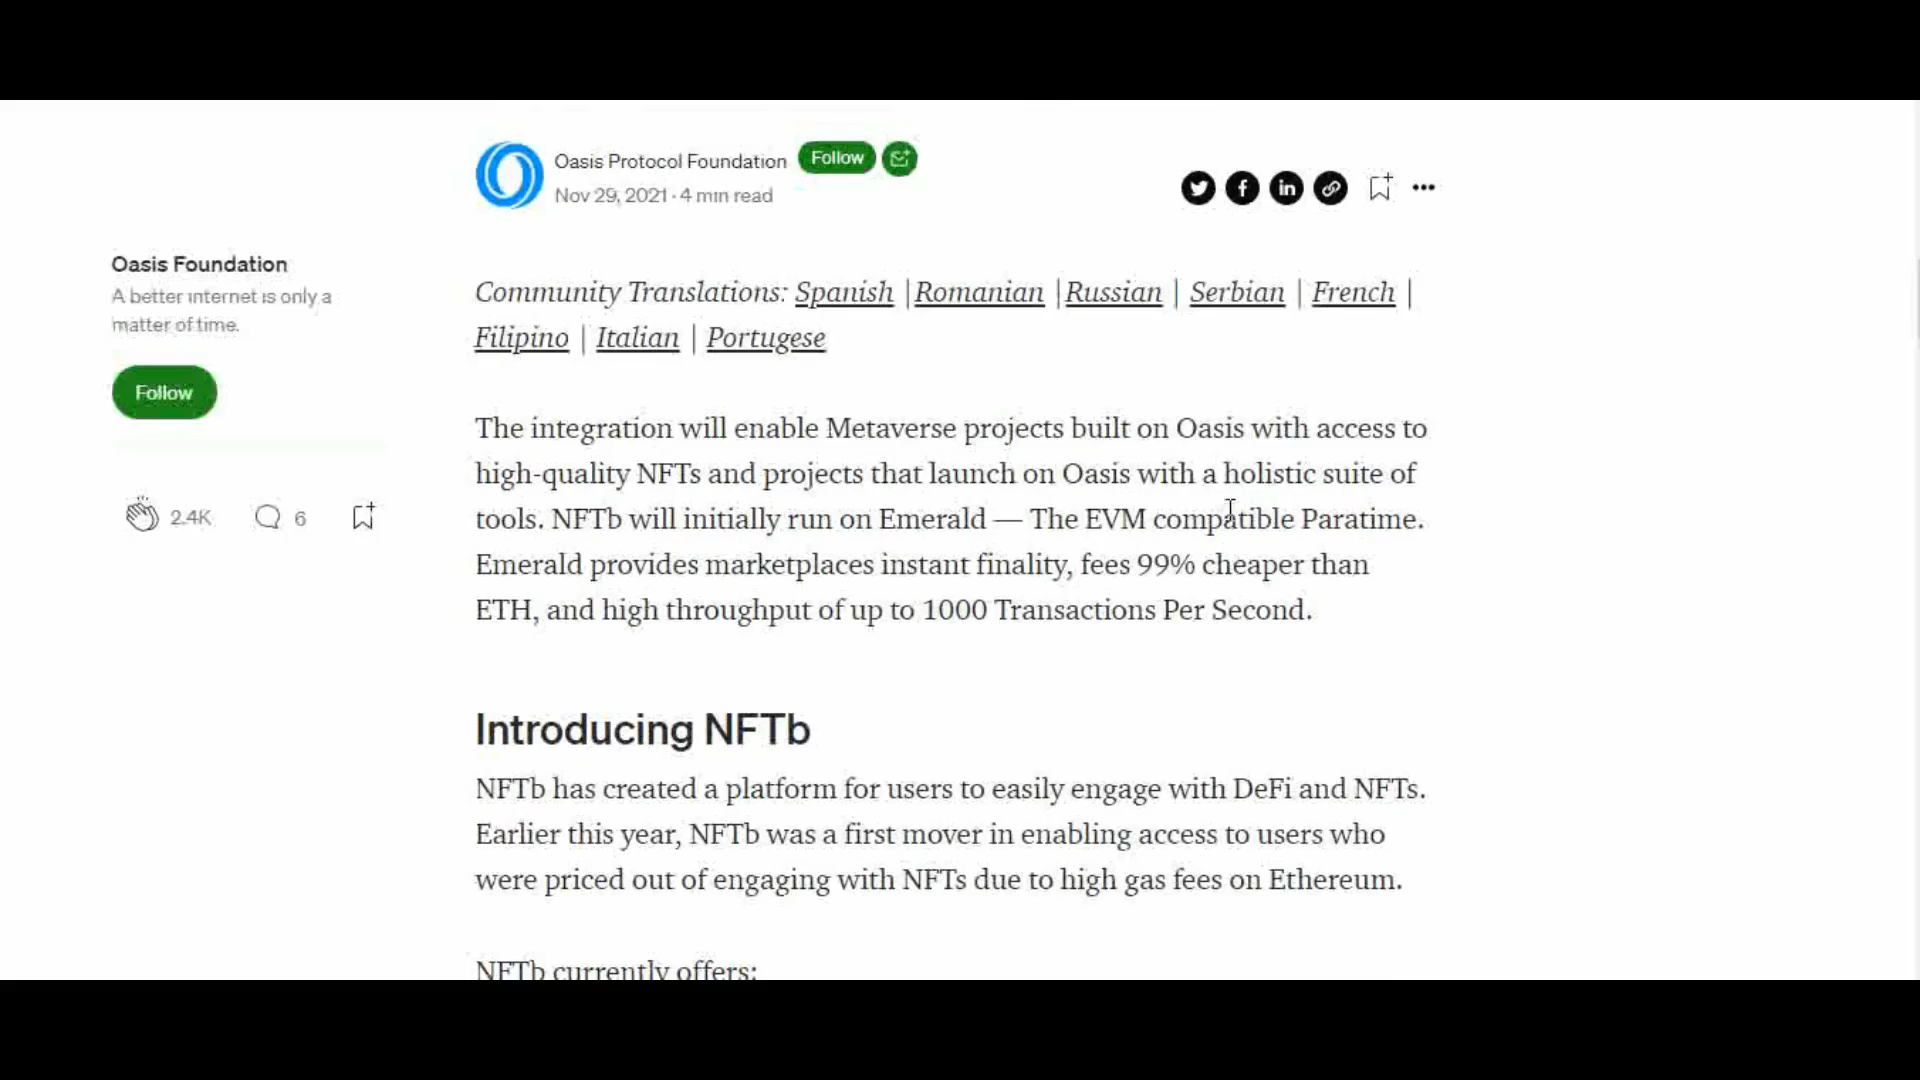 Oasis Protocol Foundation Follow
Nov 29, 2021 · 4 min read
Oasis Foundation
A better internet is only a
matter of time.
Follow
2.4K 6
Community Translations: Spanish |Romanian |Russian | Serbian | French |
Filipino | Italian | Portugese
The integration will enable Metaverse projects built on Oasis with access to
high-quality NFTs and projects that launch on Oasis with a holistic suite of
tools. NFTb will initially run on Emerald — The EVM compatible Paratime.
Emerald provides marketplaces instant finality, fees 99% cheaper than
ETH, and high throughput of up to 1000 Transactions Per Second.
Introducing NFTb
NFTb has created a platform for users to easily engage with DeFi and NFTs.
Earlier this year, NFTb was a first mover in enabling access to users who
were priced out of engaging with NFTs due to high gas fees on Ethereum.
NFTb currently offers: